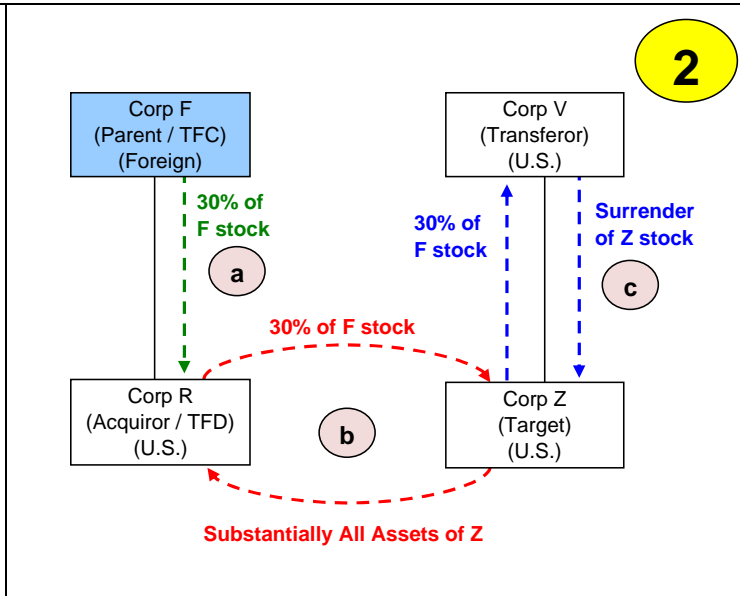 2
Corp F
(Parent / TFC)
(Foreign)
Corp V
(Transferor)
(U.S.)
30% of
F stock
a
30% of
F stock
Surrender
of Z stock
c
30% of F stock
Corp R
(Acquiror / TFD)
(U.S.)
b
Corp Z
(Target)
(U.S.)
Substantially All Assets of Z